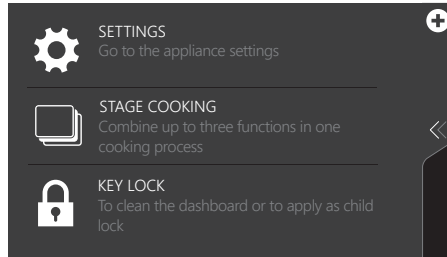 SETTINGS
Go to the appliance settings
STAGE COOKING
Combine up to three functions in one
cooking process
KEY LOCK
To clean the dashboard or to apply as child
lock